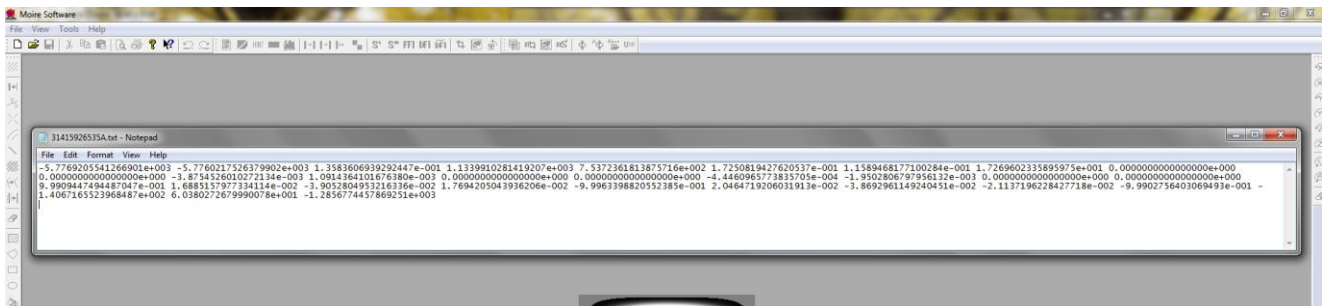 Moire Software
File View Tools Help
31415926535A.txt - Notepad
File Edit Format View Help
-5.7769205541266901e+003 -5.7760217526379902e+003 1.3583606939292447e-001 1.1339910281419207e+003 7.5372361813875716e+002 1.7250819427620537e-001 1.1589468177100284e-001 1.7269602335895975e+001 0.0000000000000000e+000
0.0000000000000000e+000 -3.8754526010272134e-003 1.0914364101676380e-003 0.0000000000000000e+000 0.0000000000000000e+000 -4.4460965773835705e-004 -1.9502806797956132e-003 0.0000000000000000e+000 0.0000000000000000e+000
9.9909447494487047e-001 1.6885157977334114e-002 -3.9052804953216336e-002 1.7694205043936206e-002 -9.9963398820552385e-001 2.0464719206031913e-002 -3.8692961149240451e-002 -2.1137196228427718e-002 -9.9902756403069493e-001 -
1.4067165523968487e+002 6.0380272679990078e+001 -1.2856774457869251e+003